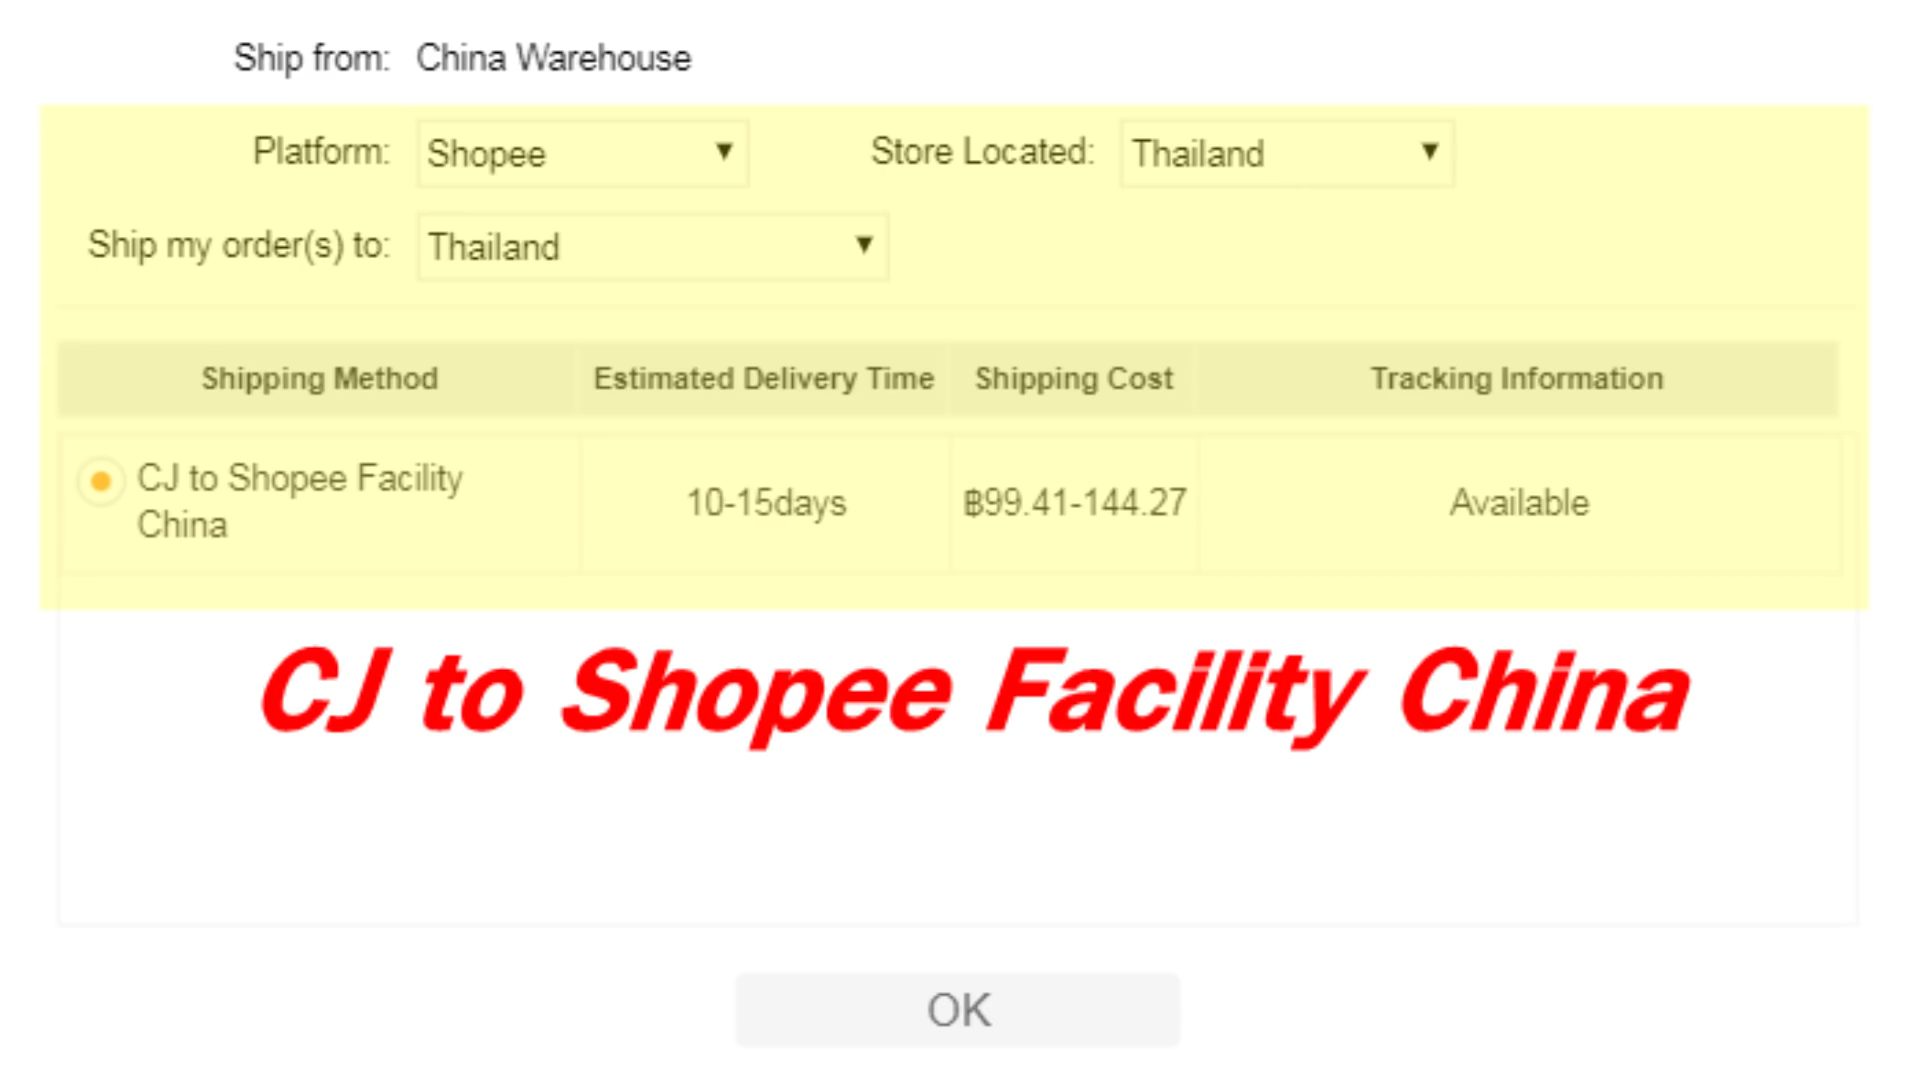 Ship from: China Warehouse
Platform: Shopee ▼ Store Located: Thailand ▼
Ship my order(s) to: Thailand ▼
Shipping Method Estimated Delivery Time Shipping Cost Tracking Information
CJ to Shopee Facility
China
10-15days ฿99.41-144.27 Available
CJ to Shopee Facility China
OK